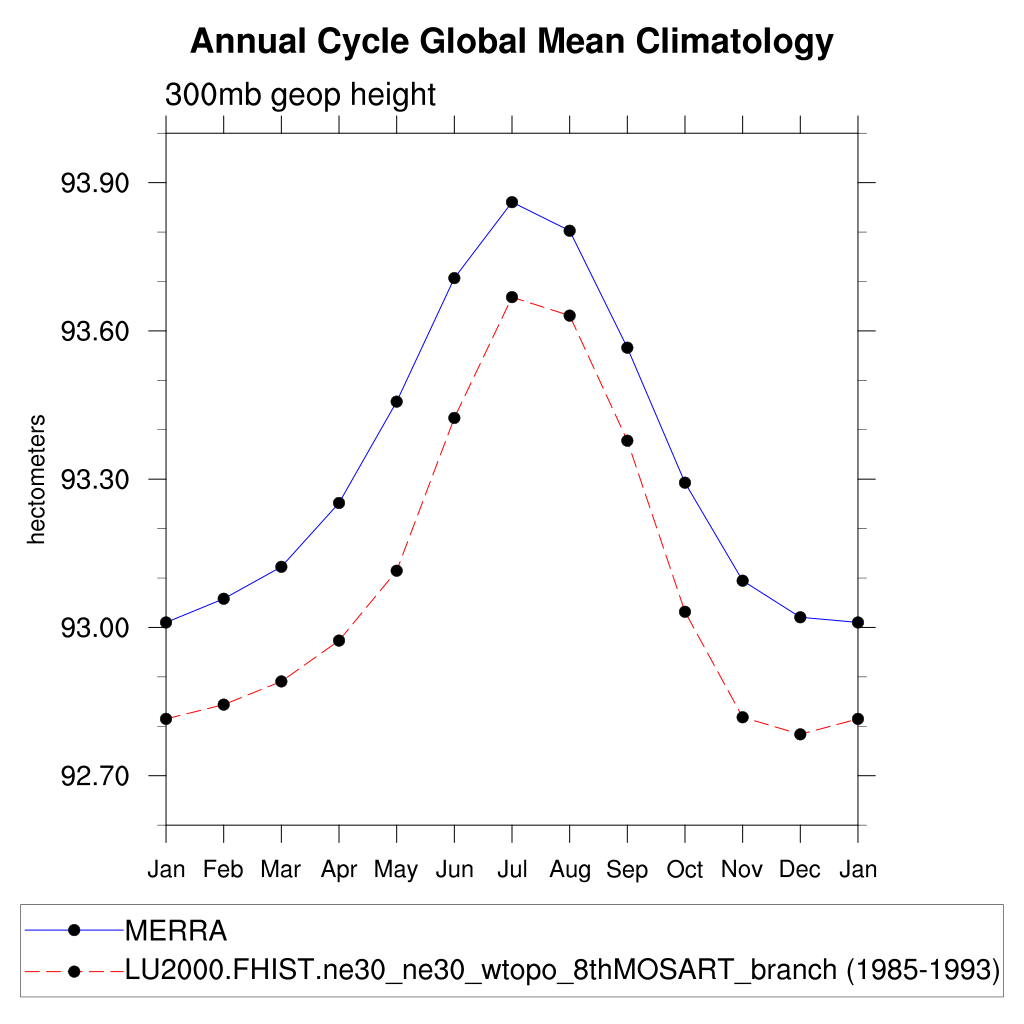 Annual Cycle Global Mean Climatology
300mb geop height
93.90
93.60
93.30
93.00
92.70
hectometers
Jan Feb Mar Apr May Jun Jul Aug Sep Oct Nov Dec Jan
MERRA
LU2000.FHIST.ne30_ne30_wtopo_8thMOSART_branch (1985-1993)